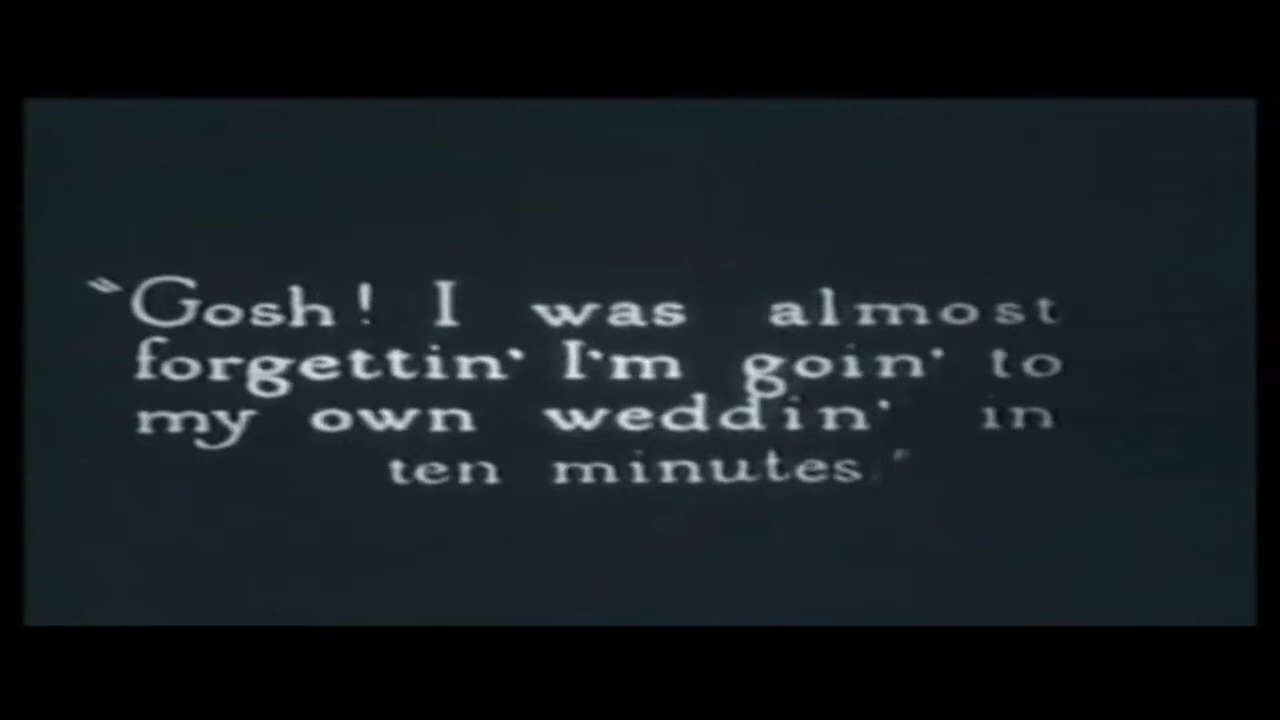 "Gosh! I was almost
forgettin' I'm goin' to
my own weddin' in
ten minutes."